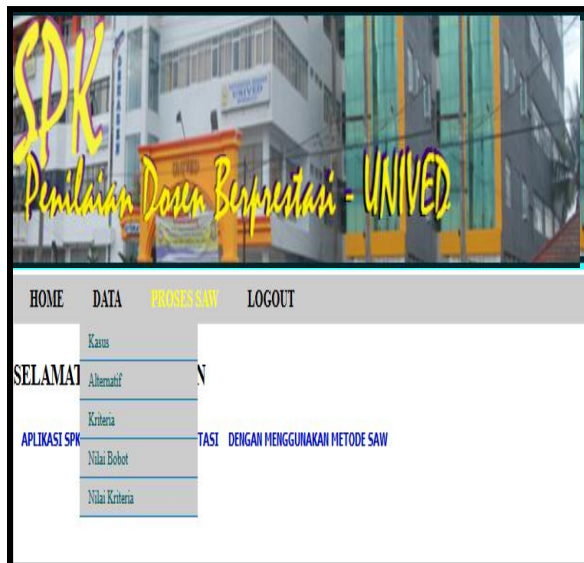 SPK
Penilaian Dosen Berprestasi - UNIVED
HOME DATA PROSES SAW LOGOUT
Kasus
SELAMAT N
Alternatif
Kriteria
APLIKASI SPK TASI DENGAN MENGGUNAKAN METODE SAW
Nilai Bobot
Nilai Kriteria